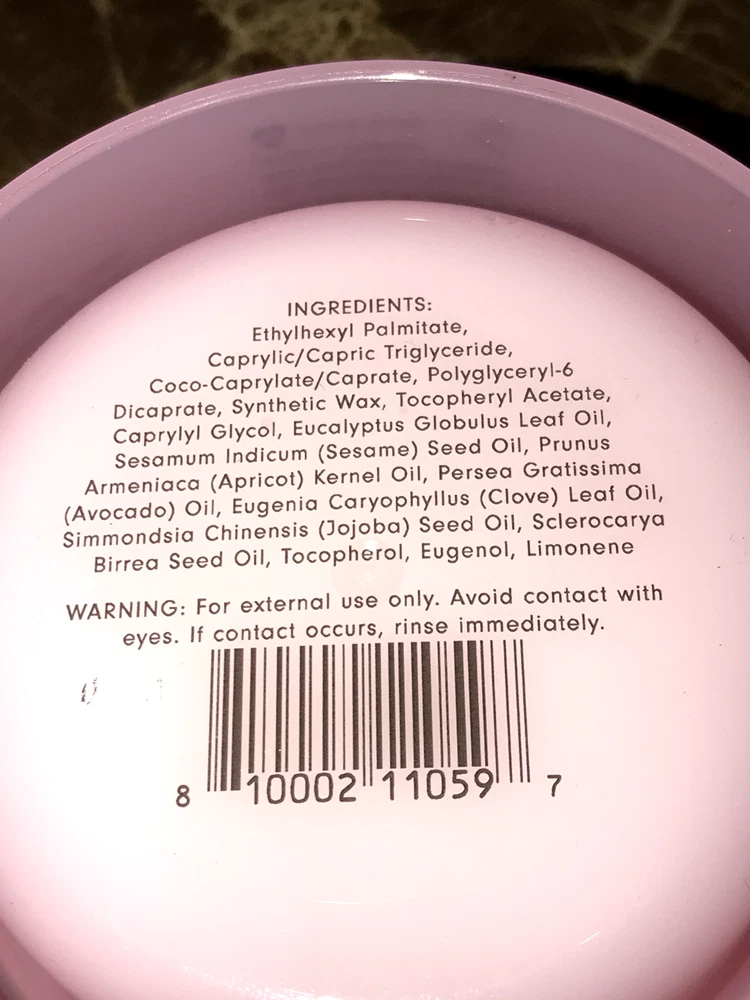 INGREDIENTS:
Ethylhexyl Palmitate,
Caprylic/Capric Triglyceride,
Coco-Caprylate/Caprate, Polyglyceryl-6
Dicaprate, Synthetic Wax, Tocopheryl Acetate,
Caprylyl Glycol, Eucalyptus Globulus Leaf Oil,
Sesamum Indicum (Sesame) Seed Oil, Prunus
Armeniaca (Apricot) Kernel Oil, Persea Gratissima
(Avocado) Oil, Eugenia Caryophyllus (Clove) Leaf Oil,
Simmondsia Chinensis (Jojoba) Seed Oil, Sclerocarya
Birrea Seed Oil, Tocopherol, Eugenol, Limonene
WARNING: For external use only. Avoid contact with
eyes. If contact occurs, rinse immediately.
8 10002 11059 7